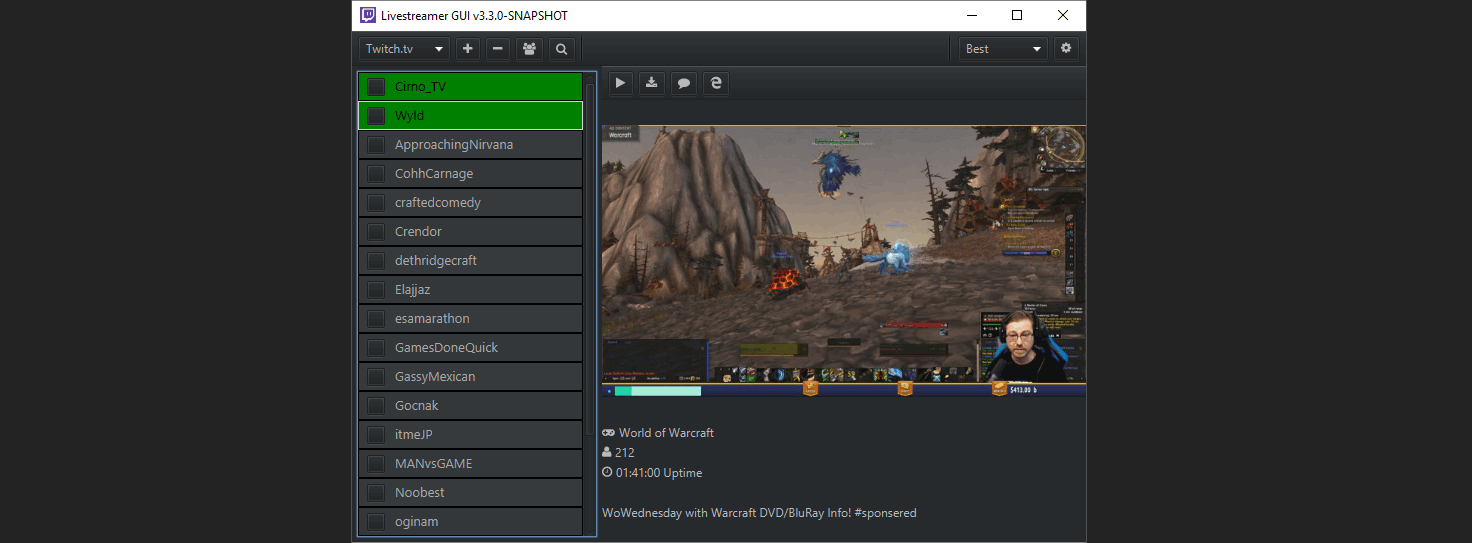 Livestreamer GUI v3.3.0-SNAPSHOT
Twitch.tv
Best
Cirno_TV
Wyld
ApproachingNirvana
CohhCarnage
craftedcomedy
Crendor
dethridgecraft
Elajjaz
esamarathon
GamesDoneQuick
GassyMexican
Gocnak
itmeJP
MANvsGAME
Noobest
oginam
Warcraft
$413.00 b
World of Warcraft
212
01:41:00 Uptime
WoWednesday with Warcraft DVD/BluRay Info! #sponsered